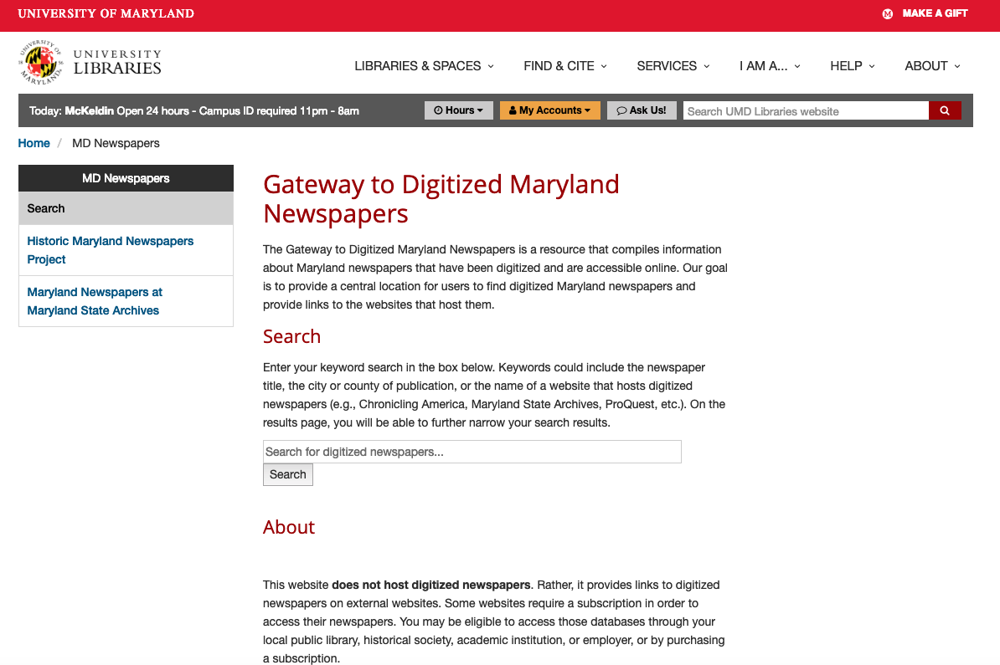 UNIVERSITY OF MARYLAND
M MAKE A GIFT
UNIVERSITY OF MARYLAND 18 56
UNIVERSITY
LIBRARIES
LIBRARIES & SPACES FIND & CITE SERVICES I AM A... HELP ABOUT
Today: McKeldin Open 24 hours - Campus ID required 11pm - 8am
Hours My Accounts Ask Us! Search UMD Libraries website
Home / MD Newspapers
MD Newspapers
Search
Historic Maryland Newspapers
Project
Maryland Newspapers at
Maryland State Archives
Gateway to Digitized Maryland
Newspapers
The Gateway to Digitized Maryland Newspapers is a resource that compiles information
about Maryland newspapers that have been digitized and are accessible online. Our goal
is to provide a central location for users to find digitized Maryland newspapers and
provide links to the websites that host them.
Search
Enter your keyword search in the box below. Keywords could include the newspaper
title, the city or county of publication, or the name of a website that hosts digitized
newspapers (e.g., Chronicling America, Maryland State Archives, ProQuest, etc.). On the
results page, you will be able to further narrow your search results.
Search for digitized newspapers...
Search
About
This website does not host digitized newspapers. Rather, it provides links to digitized
newspapers on external websites. Some websites require a subscription in order to
access their newspapers. You may be eligible to access those databases through your
local public library, historical society, academic institution, or employer, or by purchasing
a subscription.